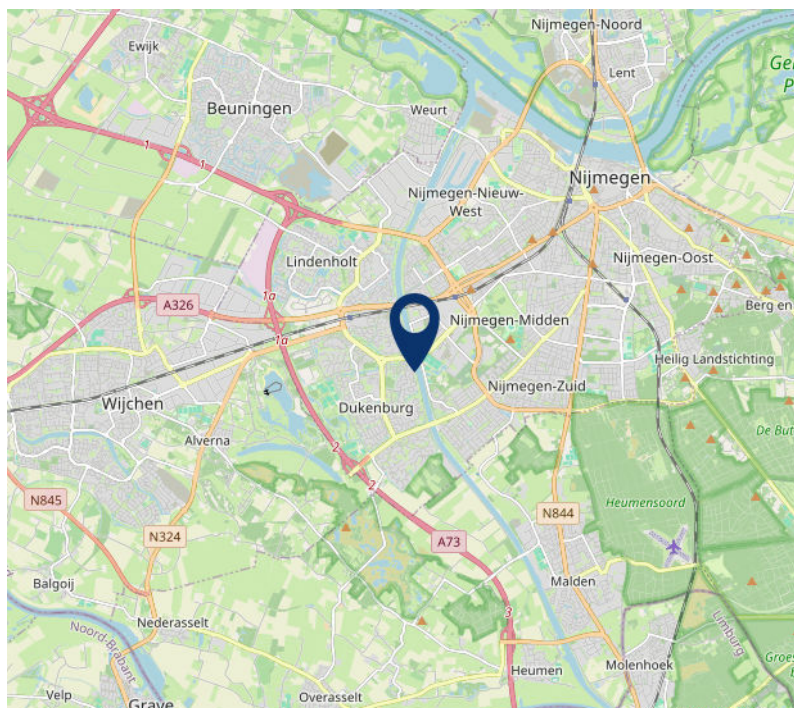 Nijmegen-Noord
Ewijk
Lent
Beuningen
Weurt
1
1
Nijmegen
Nijmegen-Nieuw-
West
Lindenholt
Nijmegen-Oost
1a
A326
Berg en
1a
Nijmegen-Midden
Heilig Landstichting
Nijmegen-Zuid
Wijchen
Dukenburg
Alverna
De But
2
2
N845
Heumensoord
N844
N324
A73
Balgoij
Malden
3
Nederasselt
Noord-Brabant
Limburg
Groes
Molenhoek
Heumen
Velp
Overasselt
Grave